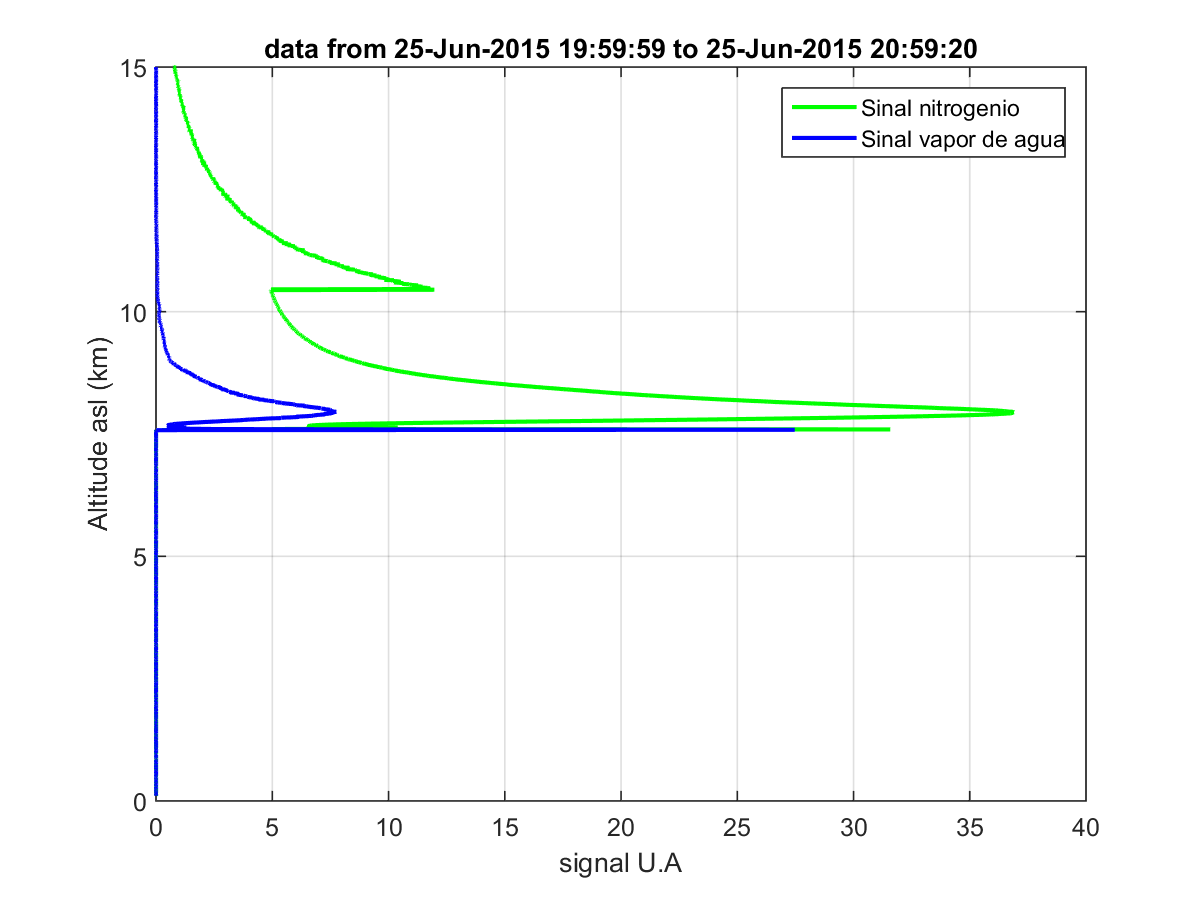 data from 25-Jun-2015 19:59:59 to 25-Jun-2015 20:59:20
Sinal nitrogenio
Sinal vapor de agua
15
10
5
0
Altitude asl (km)
0 5 10 15 20 25 30 35 40
signal U.A